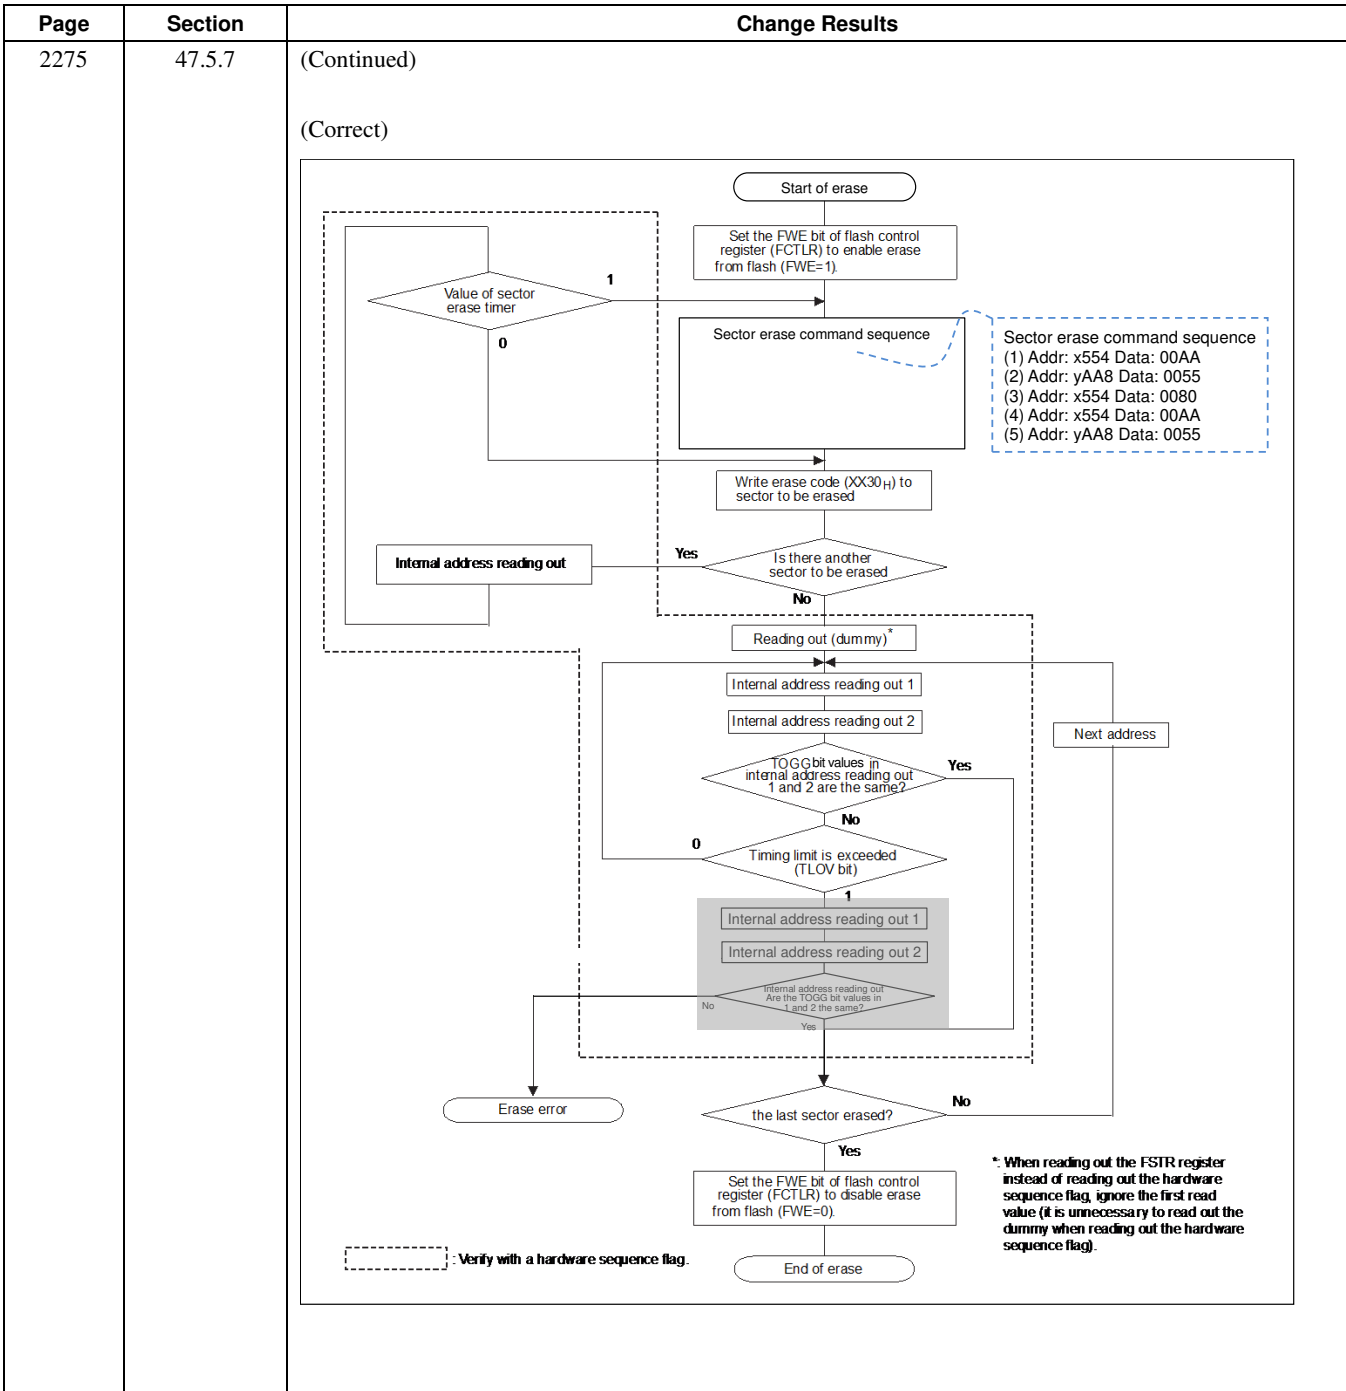 Page Section Change Results
2275 47.5.7 (Continued)
(Correct)
Start of erase
Set the FWE bit of flash control
register (FCTLR) to enable erase
from flash (FWE=1).
1
Value of sector
erase timer
0
Sector erase command sequence
Sector erase command sequence
(1) Addr: x554 Data: 00AA
(2) Addr: yAA8 Data: 0055
(3) Addr: x554 Data: 0080
(4) Addr: x554 Data: 00AA
(5) Addr: yAA8 Data: 0055
Write erase code (XX30H) to
sector to be erased
Internal address reading out
Yes
Is there another
sector to be erased
No
Reading out (dummy)*
Internal address reading out 1
Internal address reading out 2
Next address
TOGG bit values in
internal address reading out
1 and 2 are the same?
Yes
No
0
Timing limit is exceeded
(TLOV bit)
1
Internal address reading out 1
Internal address reading out 2
Internal address reading out
Are the TOGG bit values in
1 and 2 the same?
No
Yes
Erase error
the last sector erased?
No
Yes
Set the FWE bit of flash control
register (FCTLR) to disable erase
from flash (FWE=0).
*: When reading out the FSTR register
instead of reading out the hardware
sequence flag, ignore the first read
value (it is unnecessary to read out the
dummy when reading out the hardware
sequence flag).
: Verify with a hardware sequence flag.
End of erase